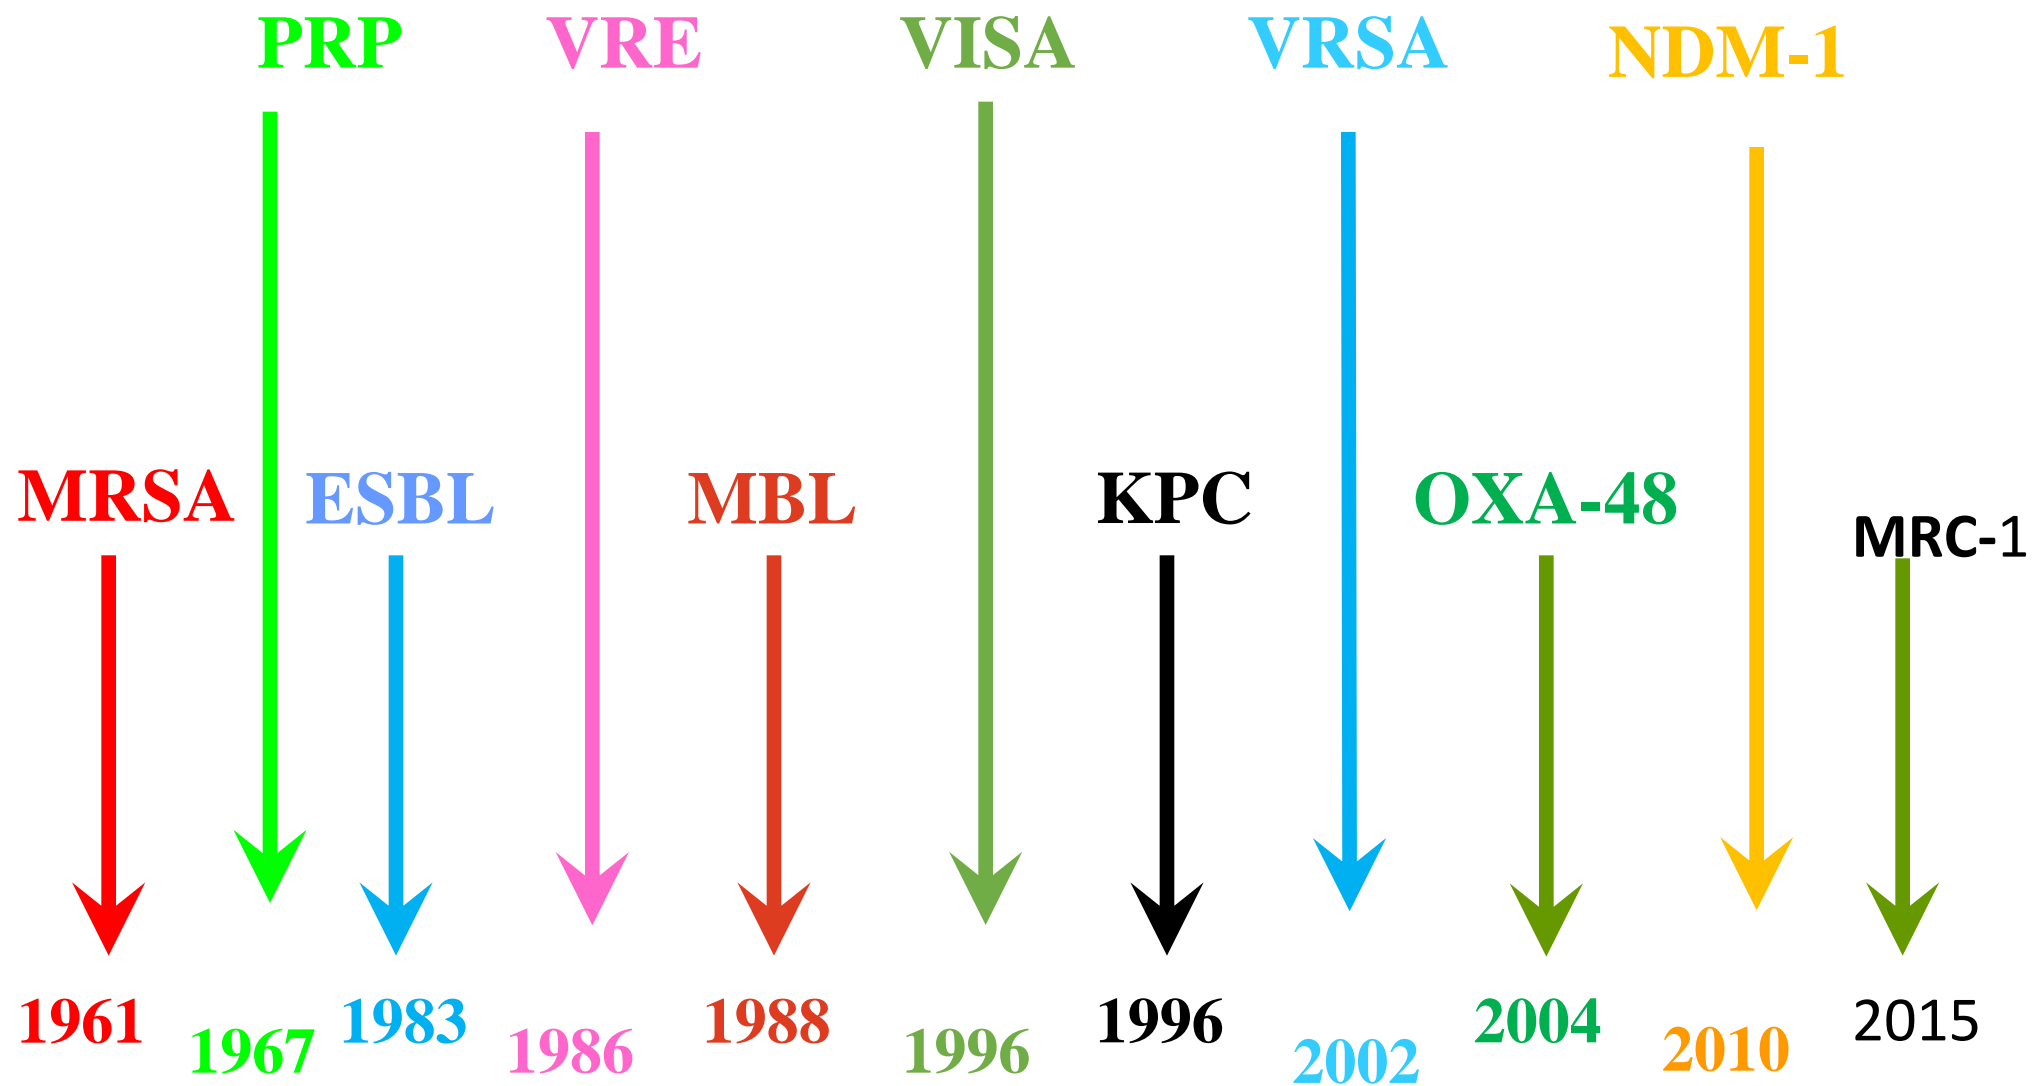 PRP
VRE
VISA
VRSA
NDM-1
MRSA
ESBL
MBL
KPC
OXA-48
MRC-1
1961
1967
1983
1986
1988
1996
1996
2002
2004
2010
2015